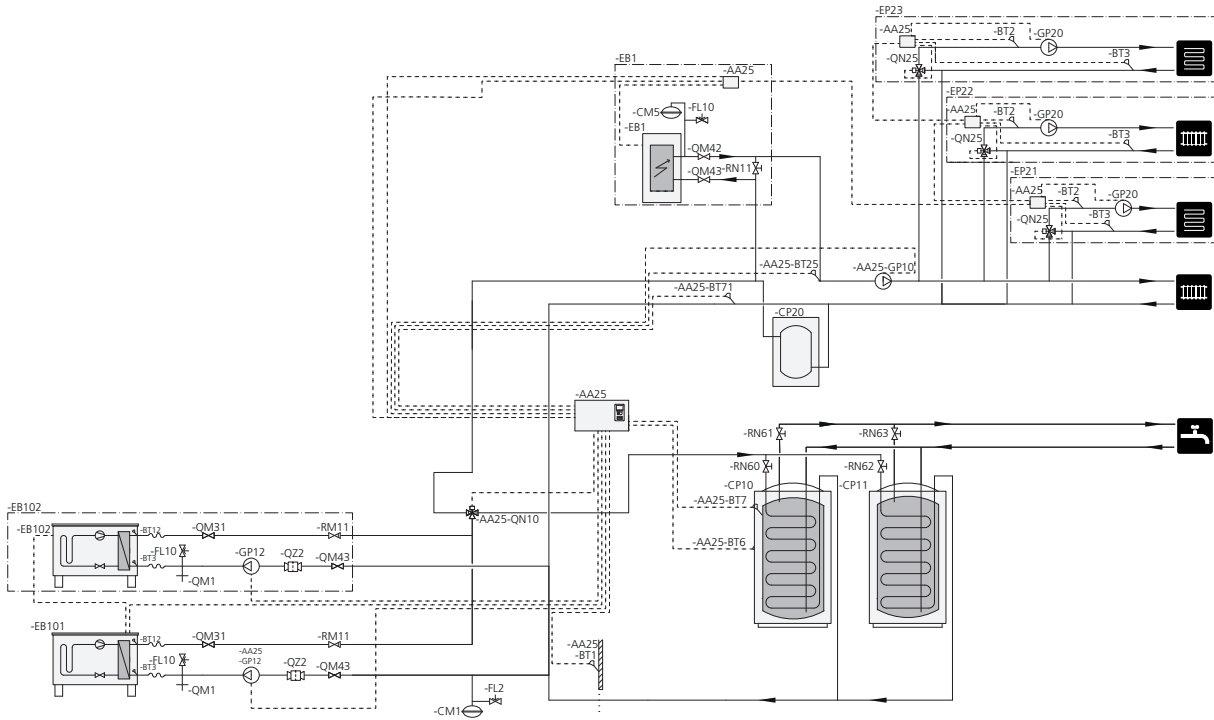 -EP23
-AA25
-BT2
-GP20
-BT3
-QN25
-EP22
-AA25
-BT2
-GP20
-BT3
-QN25
-EP21
-AA25
-BT2
-GP20
-BT3
-QN25
-EB1
-AA25
-CM5
-FL10
-EB1
-QM42
-QM43
-RN11
-AA25-BT25
-AA25-GP10
-AA25-BT71
-CP20
-AA25
-RN61
-RN63
-RN60
-RN62
-CP10
-CP11
-AA25-BT7
-AA25-BT6
-AA25-QN10
-EB102
-EB102
-BT12
-QM31
-RM11
-BT3
-FL10
-GP12
-QZ2
-QM43
-QM1
-EB101
-BT12
-QM31
-RM11
-BT3
-FL10
-AA25
-GP12
-QZ2
-QM43
-QM1
-AA25
-BT1
-FL2
-CM1